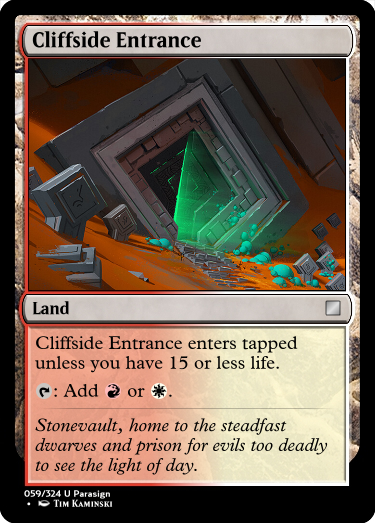 Cliffside Entrance
Land
Cliffside Entrance enters tapped
unless you have 15 or less life.
: Add or .
Stonevault, home to the steadfast
dwarves and prison for evils too deadly
to see the light of day.
059/324 U Parasign
• Tim Kaminski